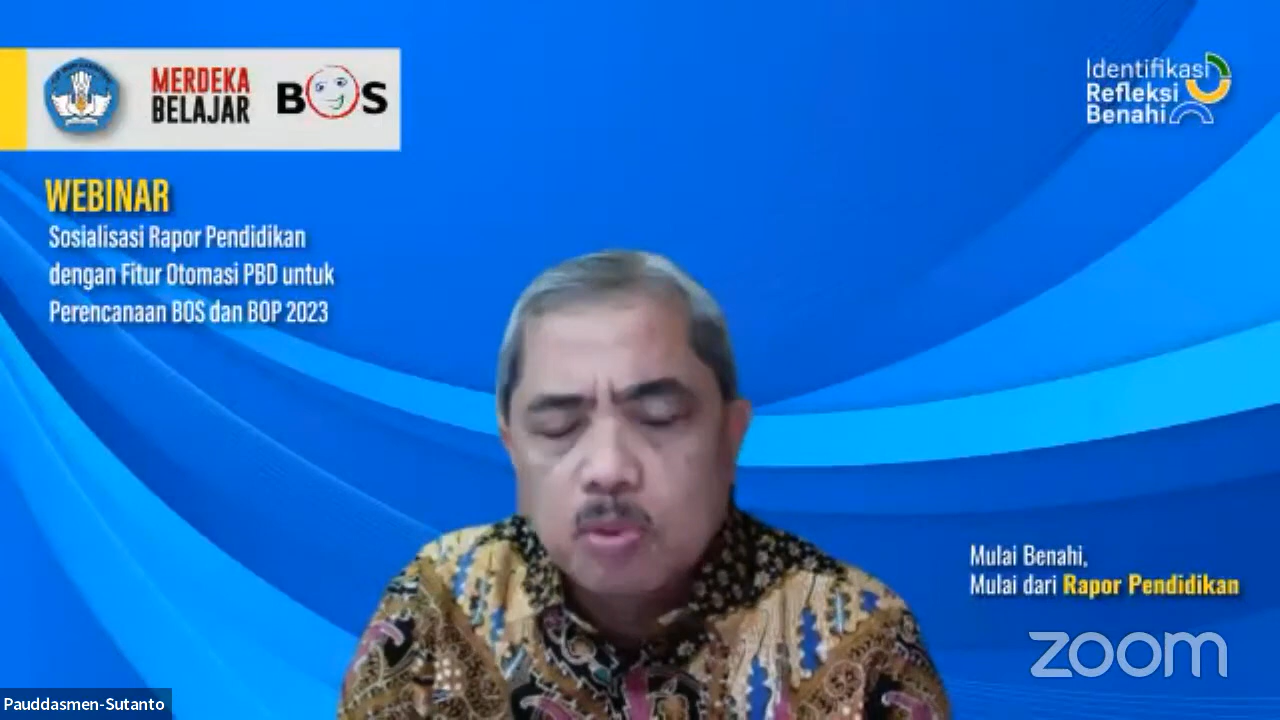 MERDEKA
BELAJAR
BOS
Identifikasi
Refleksi
Benahi
WEBINAR
Sosialisasi Rapor Pendidikan
dengan Fitur Otomasi PBD untuk
Perencanaan BOS dan BOP 2023
Mulai Benahi,
Mulai dari Rapor Pendidikan
zoom
Pauddasmen-Sutanto